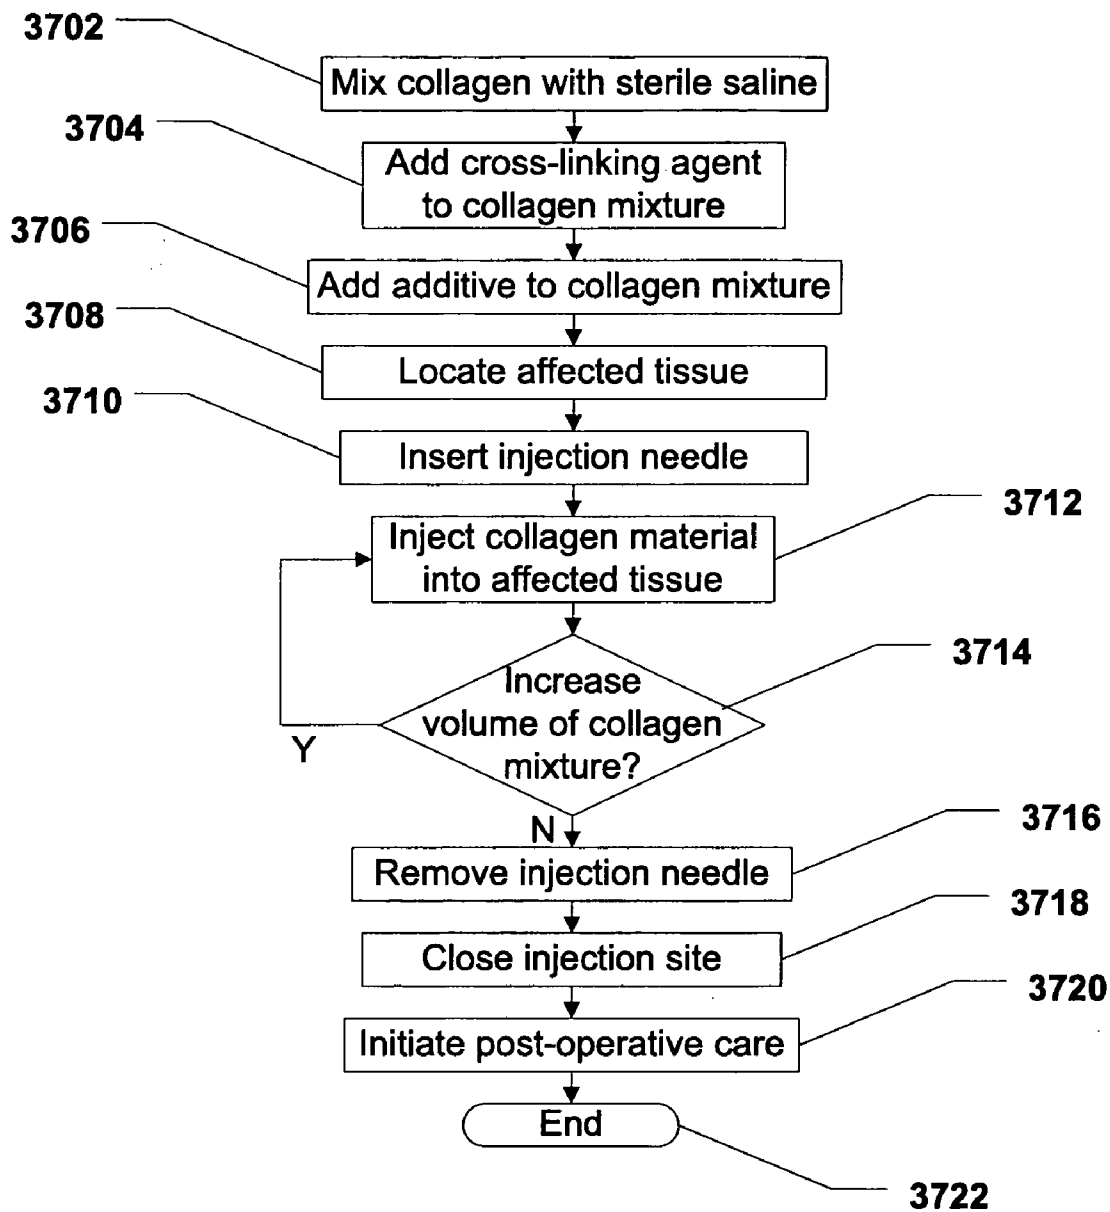 3702
Mix collagen with sterile saline
3704
Add cross-linking agent
to collagen mixture
3706
Add additive to collagen mixture
3708
Locate affected tissue
3710
Insert injection needle
3712
Inject collagen material
into affected tissue
3714
Increase
volume of collagen
mixture?
Y
N
3716
Remove injection needle
3718
Close injection site
3720
Initiate post-operative care
End
3722